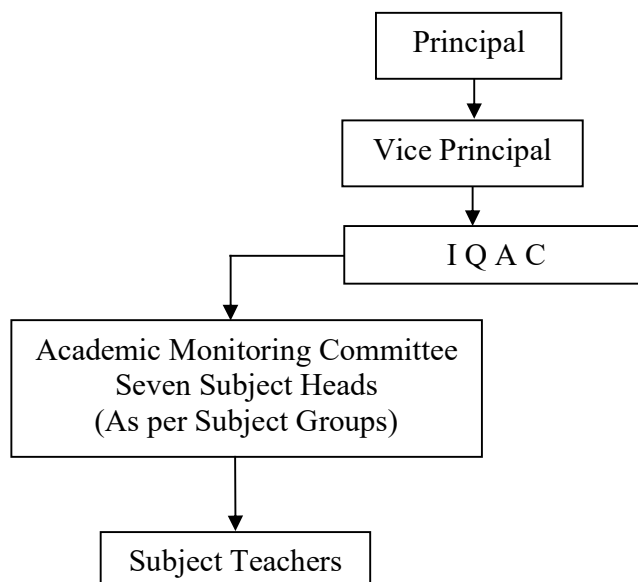 Principal
Vice Principal
I Q A C
Academic Monitoring Committee
Seven Subject Heads
(As per Subject Groups)
Subject Teachers